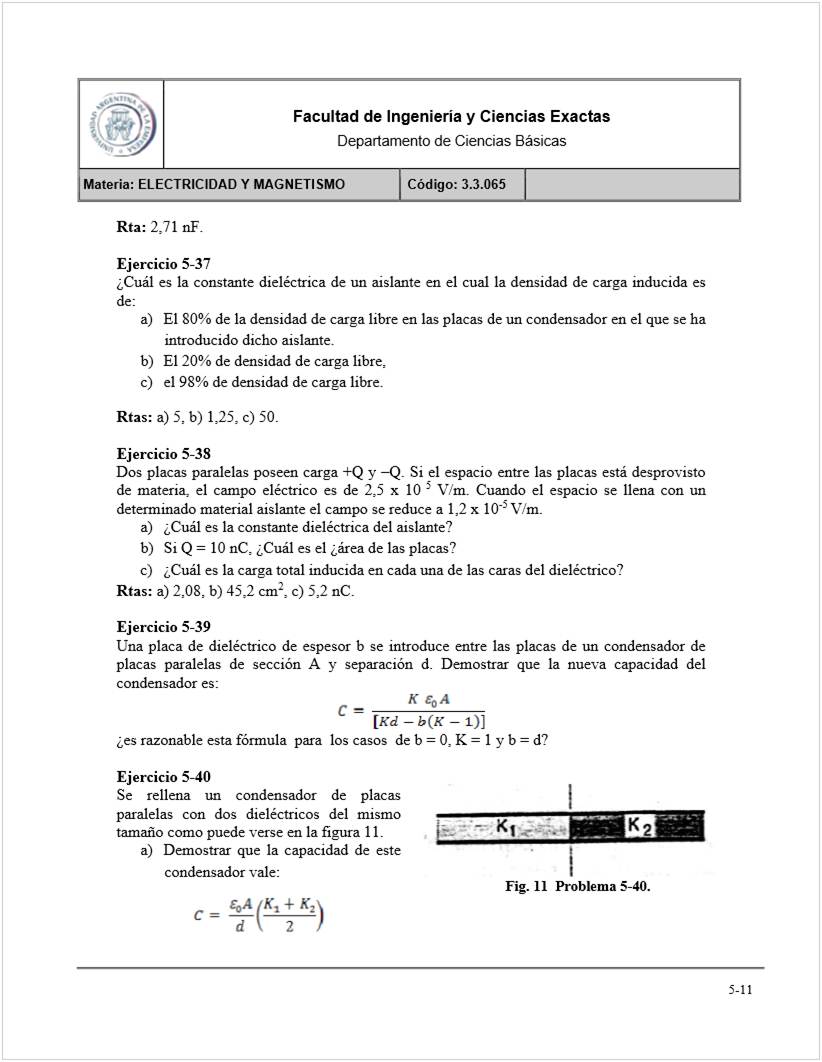 UNIVERSIDAD ARGENTINA DE LA EMPRESA
Facultad de Ingeniería y Ciencias Exactas
Departamento de Ciencias Básicas
Materia: ELECTRICIDAD Y MAGNETISMO Código: 3.3.065
Rta: 2,71 nF.
Ejercicio 5-37
¿Cuál es la constante dieléctrica de un aislante en el cual la densidad de carga inducida es
de:
a) El 80% de la densidad de carga libre en las placas de un condensador en el que se ha
introducido dicho aislante.
b) El 20% de densidad de carga libre,
c) el 98% de densidad de carga libre.
Rtas: a) 5, b) 1,25, c) 50.
Ejercicio 5-38
Dos placas paralelas poseen carga +Q y –Q. Si el espacio entre las placas está desprovisto
de materia, el campo eléctrico es de 2,5 x 10 ⁵ V/m. Cuando el espacio se llena con un
determinado material aislante el campo se reduce a 1,2 x 10⁻⁵ V/m.
a) ¿Cuál es la constante dieléctrica del aislante?
b) Si Q = 10 nC, ¿Cuál es el ¿área de las placas?
c) ¿Cuál es la carga total inducida en cada una de las caras del dieléctrico?
Rtas: a) 2,08, b) 45,2 cm², c) 5,2 nC.
Ejercicio 5-39
Una placa de dieléctrico de espesor b se introduce entre las placas de un condensador de
placas paralelas de sección A y separación d. Demostrar que la nueva capacidad del
condensador es:
C = K ε₀ A / [Kd − b(K − 1)]
¿es razonable esta fórmula para los casos de b = 0, K = 1 y b = d?
Ejercicio 5-40
Se rellena un condensador de placas
paralelas con dos dieléctricos del mismo
tamaño como puede verse en la figura 11.
a) Demostrar que la capacidad de este
condensador vale:
C = ε₀A / d (K₁ + K₂ / 2)
K₁ K₂
Fig. 11 Problema 5-40.
5-11